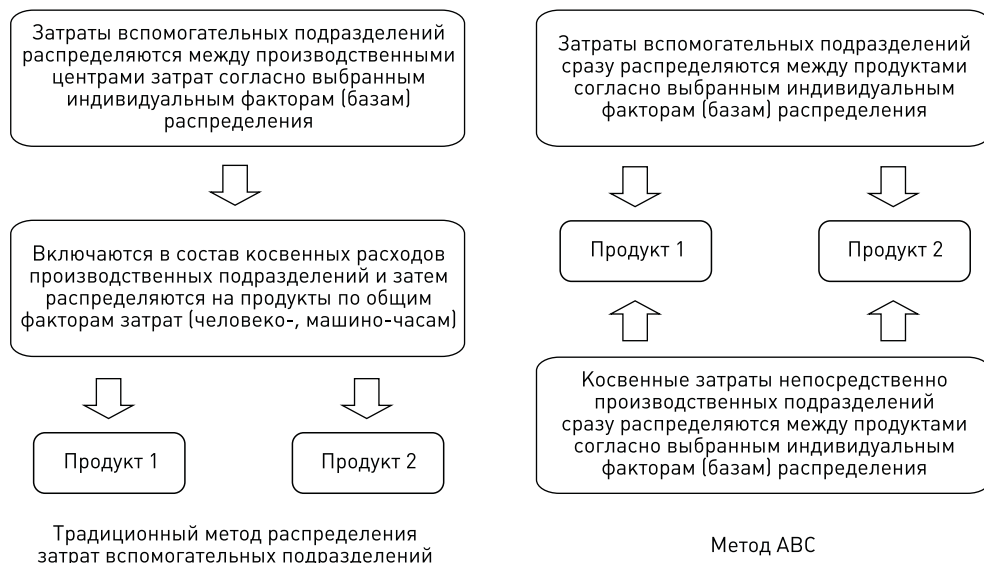 Затраты вспомогательных подразделений
распределяются между производственными
центрами затрат согласно выбранным
индивидуальным факторам (базам)
распределения
Включаются в состав косвенных расходов
производственных подразделений и затем
распределяются на продукты по общим
факторам затрат (человеко-, машино-часам)
Продукт 1
Продукт 2
Традиционный метод распределения
затрат вспомогательных подразделений
Затраты вспомогательных подразделений
сразу распределяются между продуктами
согласно выбранным индивидуальным
факторам (базам) распределения
Продукт 1
Продукт 2
Косвенные затраты непосредственно
производственных подразделений
сразу распределяются между продуктами
согласно выбранным индивидуальным
факторам (базам) распределения
Метод ABC